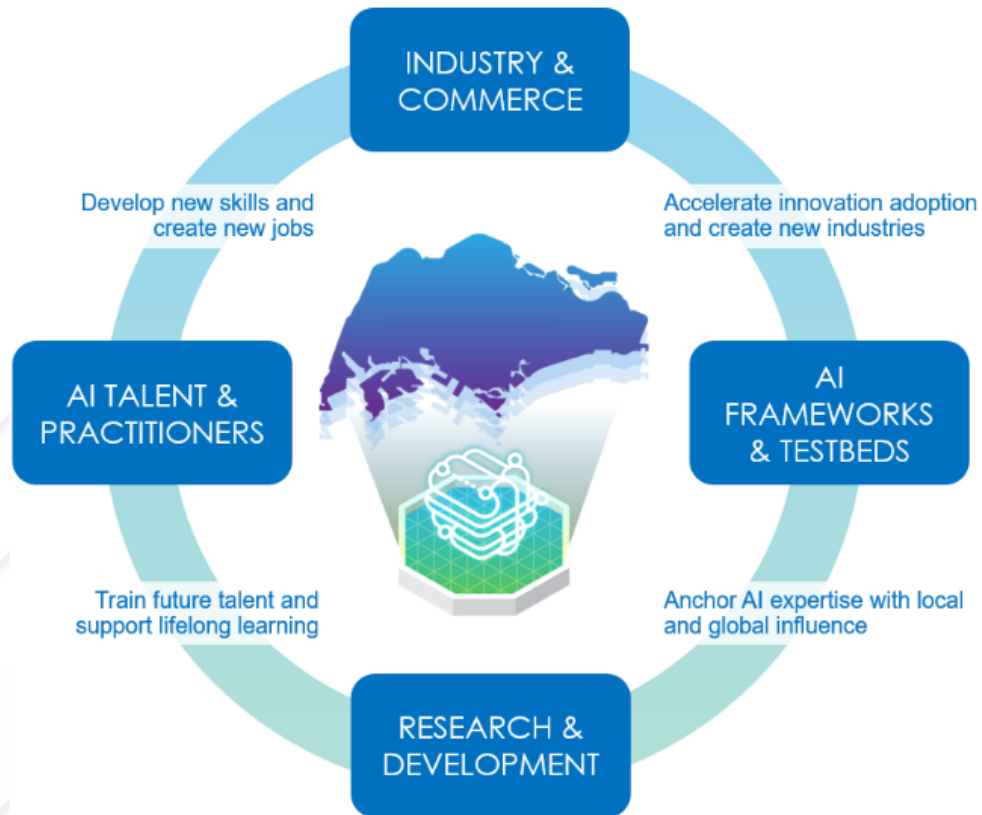 INDUSTRY &
COMMERCE
Develop new skills and
create new jobs
Accelerate innovation adoption
and create new industries
AI TALENT &
PRACTITIONERS
AI
FRAMEWORKS
& TESTBEDS
Train future talent and
support lifelong learning
Anchor AI expertise with local
and global influence
RESEARCH &
DEVELOPMENT